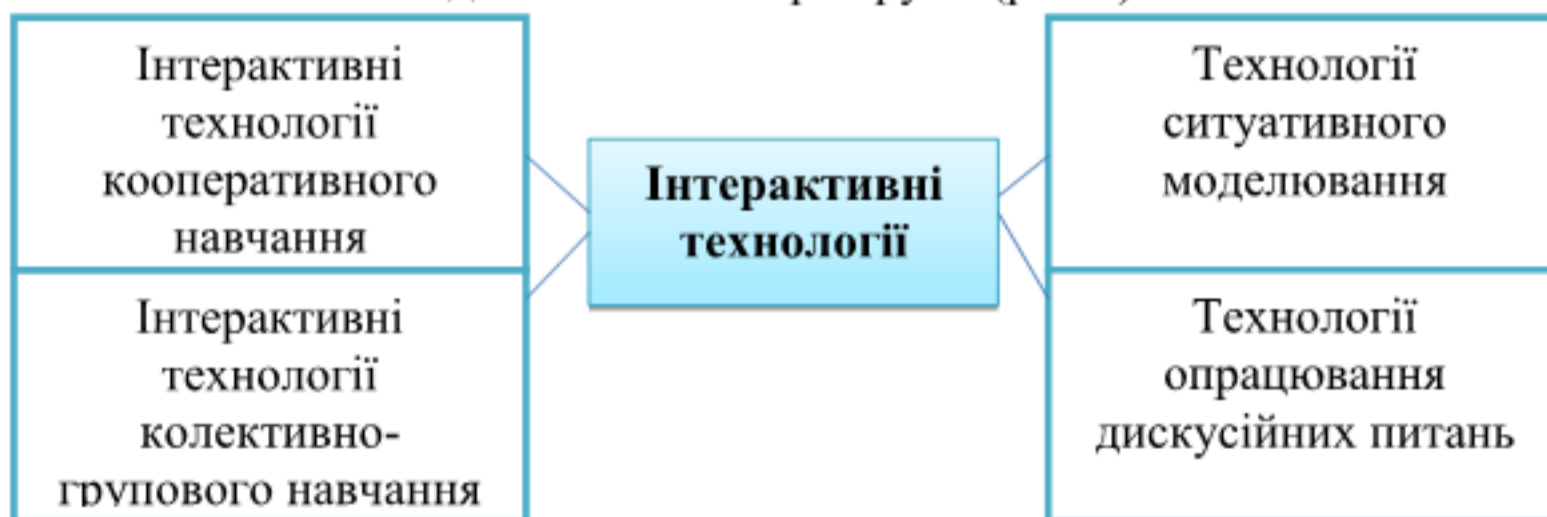 Інтерактивні
технології
кооперативного
навчання
Інтерактивні
технології
колективно-
групового навчання
Інтерактивні
технології
Технології
ситуативного
моделювання
Технології
опрацювання
дискусійних питань